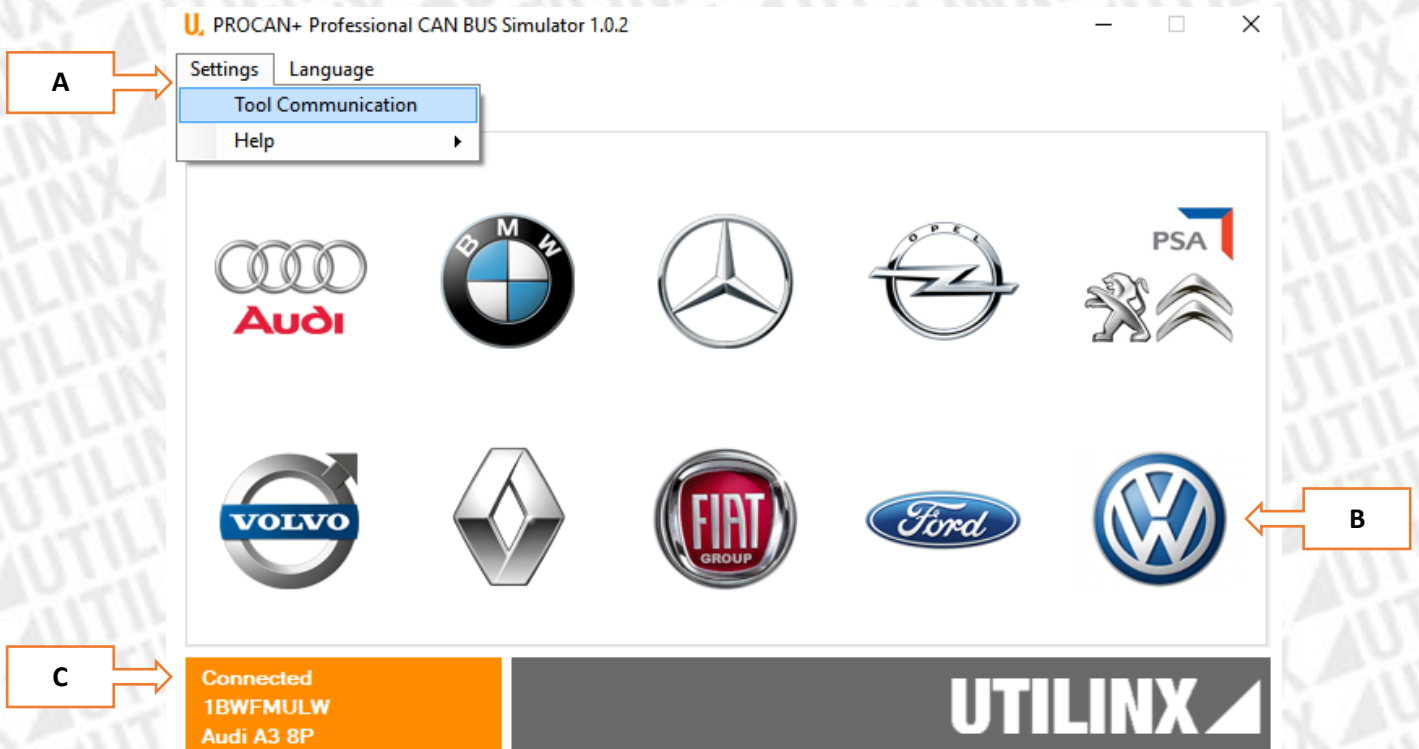 U, PROCAN+ Professional CAN BUS Simulator 1.0.2
A
Settings Language
Tool Communication
Help
Audi
BMW
OPEL
PSA
VOLVO
FIAT
GROUP
Ford
VW
B
C
Connected
1BWFMULW
Audi A3 8P
UTILINX